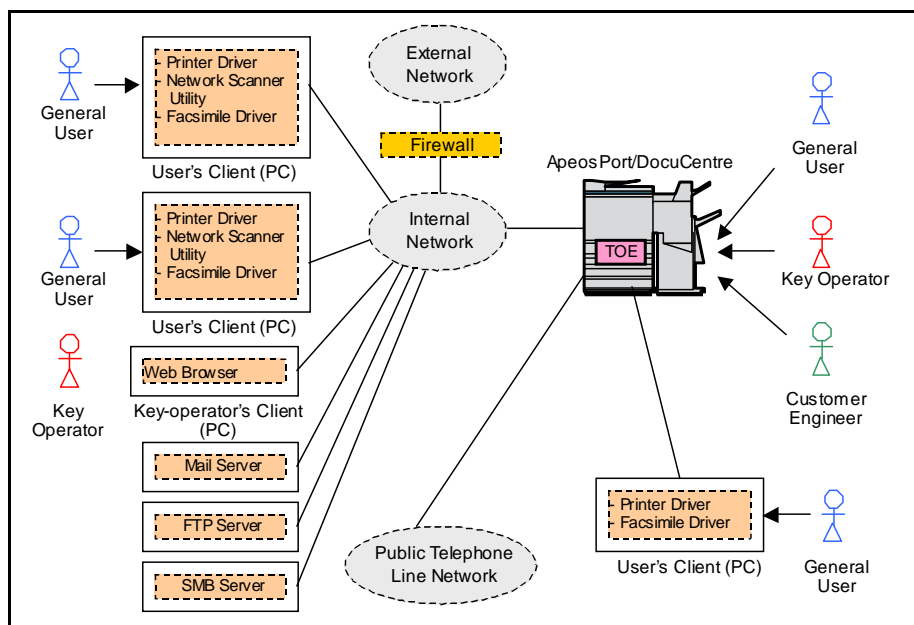 - Printer Driver
- Network Scanner
Utility
- Facsimile Driver
General
User
User's Client (PC)
External
Network
Firewall
ApeosPort/DocuCentre
General
User
- Printer Driver
- Network Scanner
Utility
- Facsimile Driver
General
User
User's Client (PC)
Internal
Network
TOE
Key Operator
Web Browser
Key
Operator
Key-operator's Client
(PC)
Customer
Engineer
Mail Server
FTP Server
SMB Server
Public Telephone
Line Network
- Printer Driver
- Facsimile Driver
User's Client (PC)
General
User